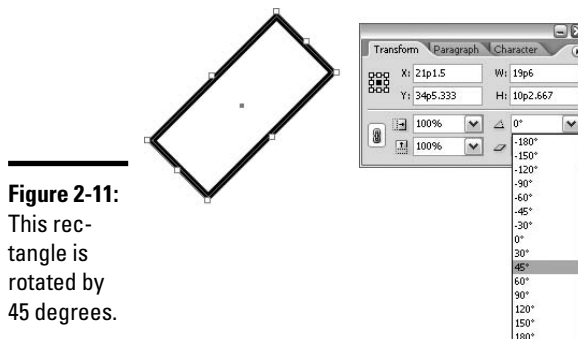 Transform Paragraph Character
X: 21p1.5 W: 19p6
Y: 34p5.333 H: 10p2.667
100% 0°
100%
-180°
-150°
-120°
-90°
-60°
-45°
-30°
0°
30°
45°
60°
90°
120°
150°
180°
Figure 2-11:
This rec-
tangle is
rotated by
45 degrees.